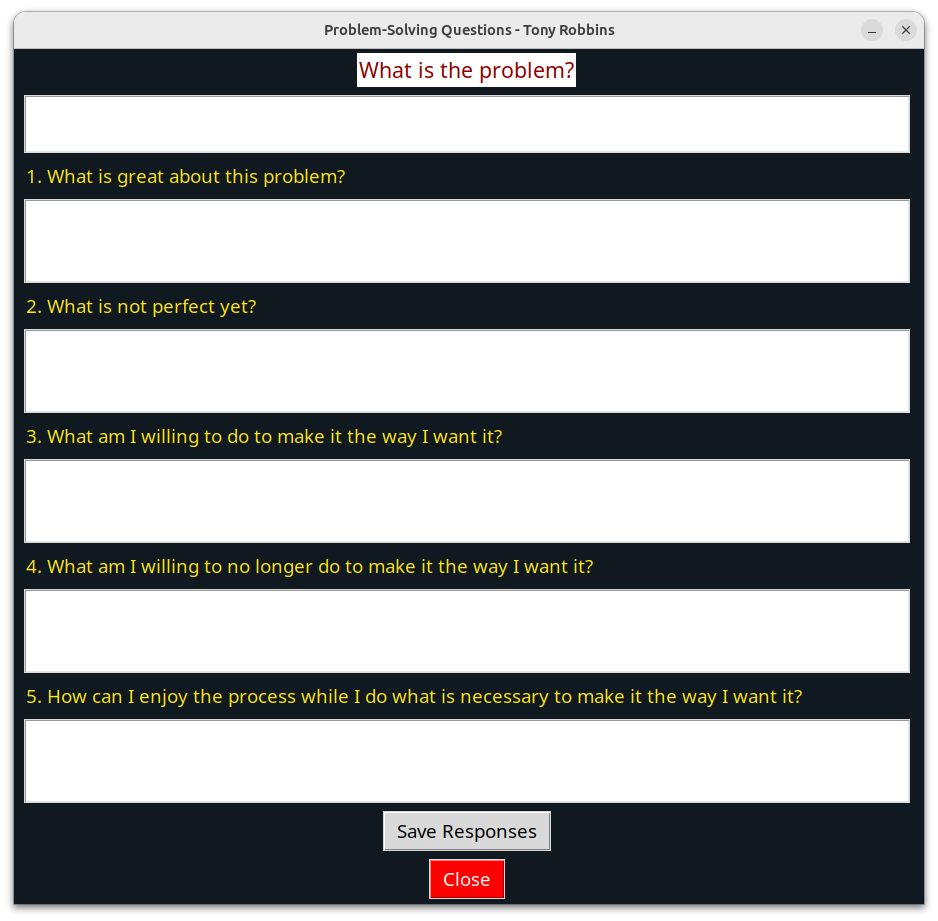 Problem-Solving Questions - Tony Robbins
What is the problem?
1. What is great about this problem?
2. What is not perfect yet?
3. What am I willing to do to make it the way I want it?
4. What am I willing to no longer do to make it the way I want it?
5. How can I enjoy the process while I do what is necessary to make it the way I want it?
Save Responses
Close